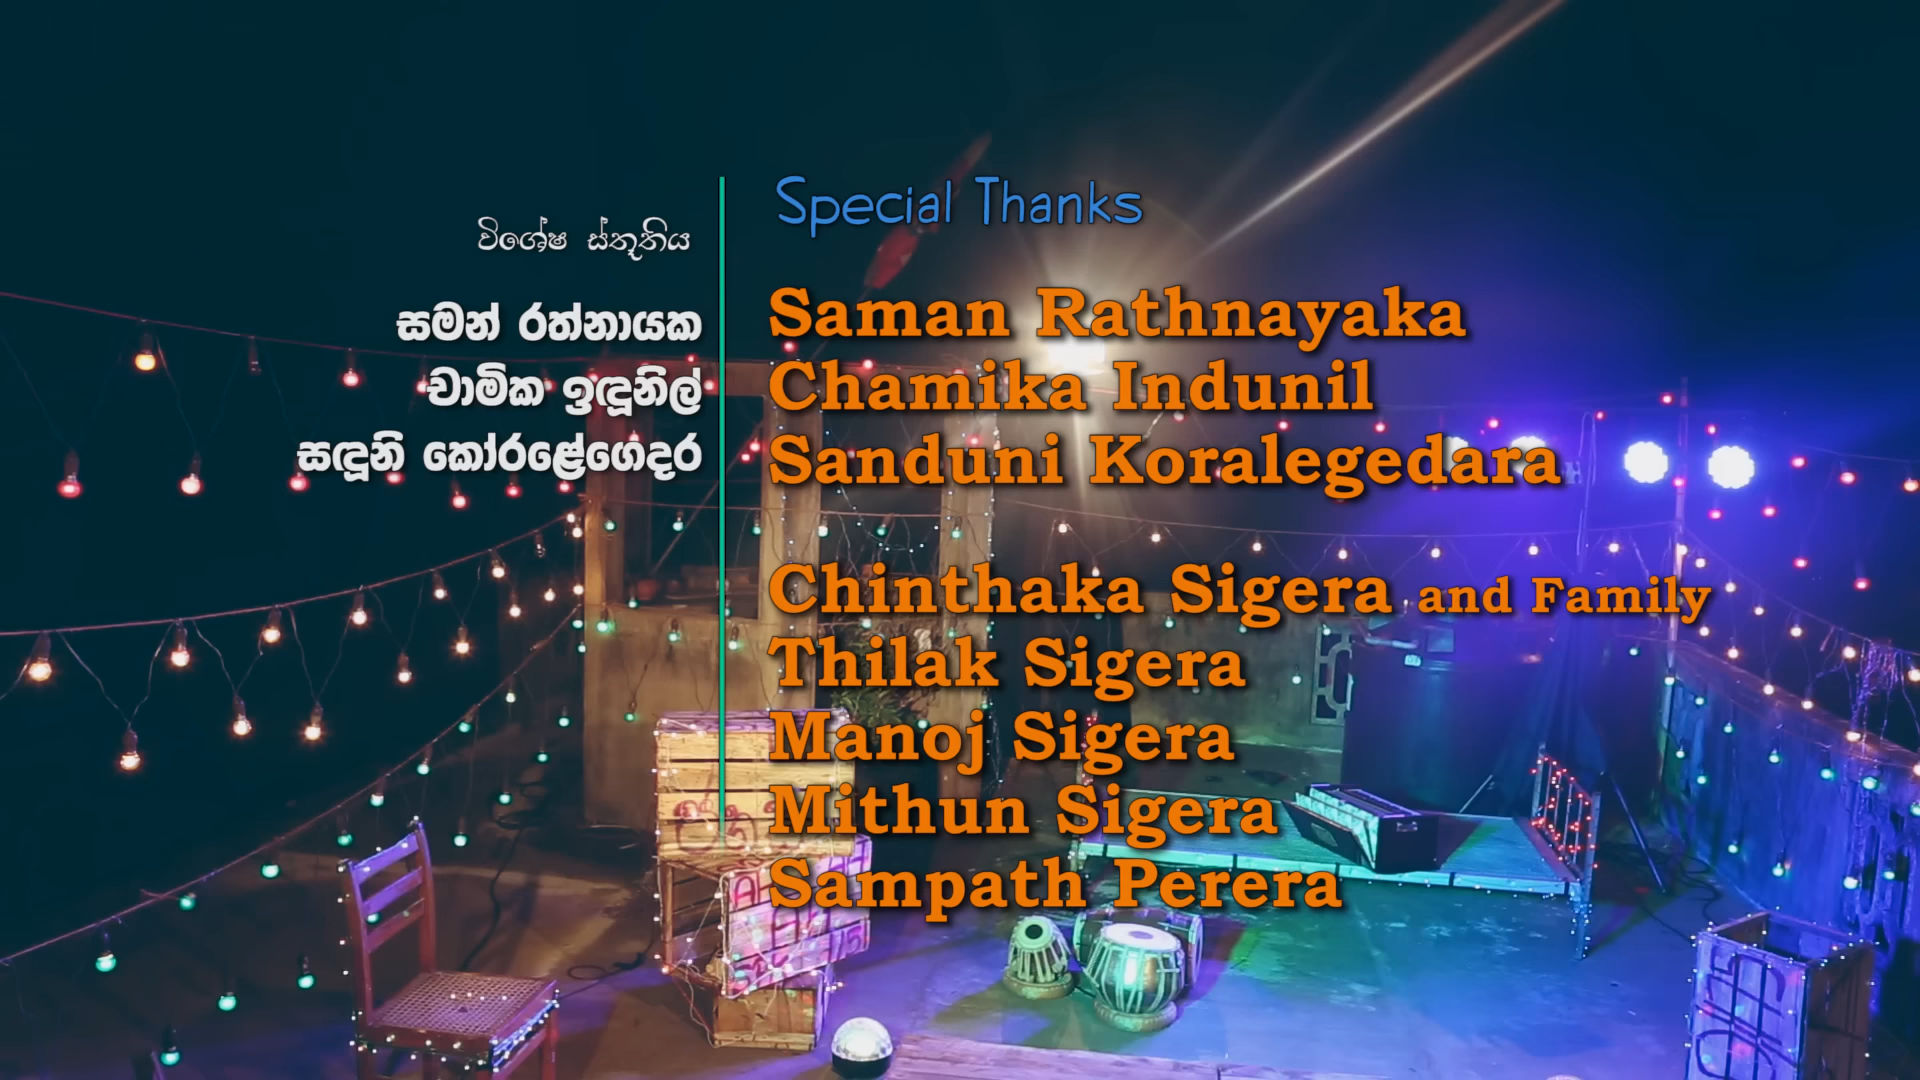 විශේෂ ස්තූතිය
සමන් රත්නායක
චාමික ඉඳුනිල්
සඳුනි කෝරළේගෙදර
Special Thanks
Saman Rathnayaka
Chamika Indunil
Sanduni Koralegedara
Chinthaka Sigera and Family
Thilak Sigera
Manoj Sigera
Mithun Sigera
Sampath Perera